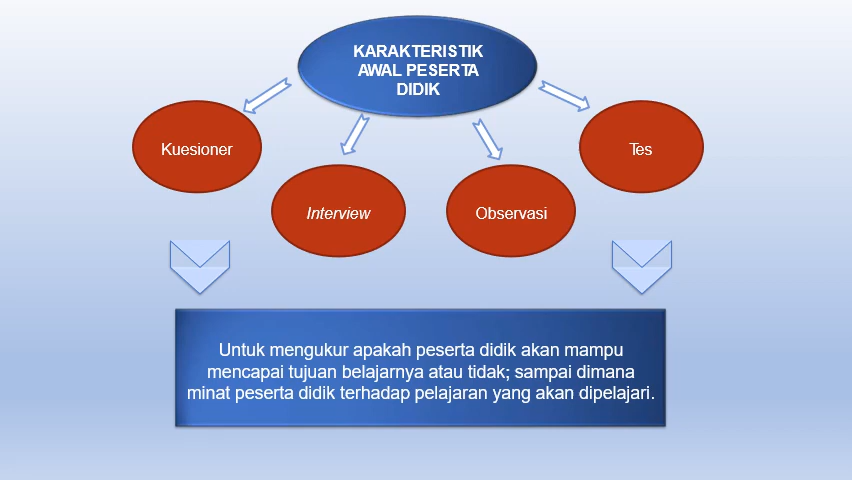 KARAKTERISTIK
AWAL PESERTA
DIDIK
Kuesioner
Tes
Interview
Observasi
Untuk mengukur apakah peserta didik akan mampu
mencapai tujuan belajarnya atau tidak; sampai dimana
minat peserta didik terhadap pelajaran yang akan dipelajari.